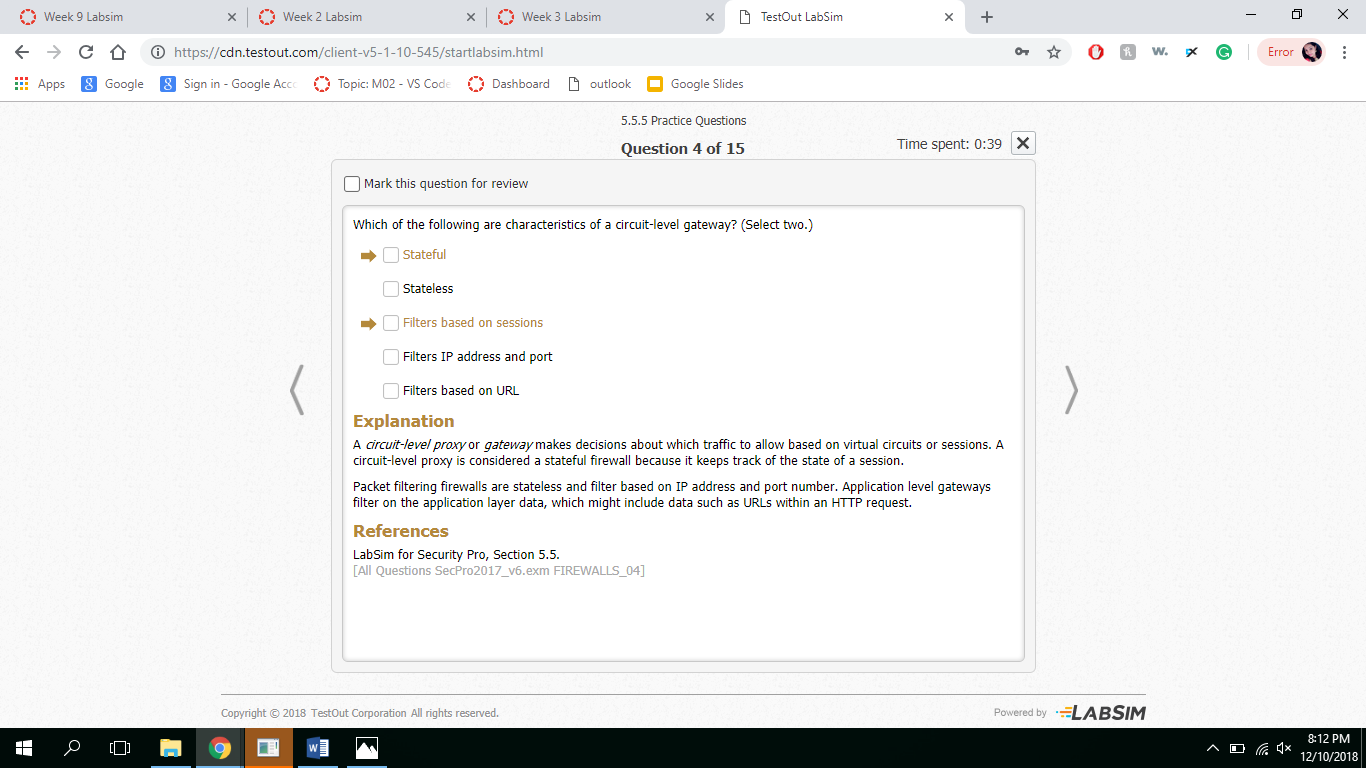 Week 9 Labsim
Week 2 Labsim
Week 3 Labsim
TestOut LabSim
https://cdn.testout.com/client-v5-1-10-545/startlabsim.html
Error
Apps
Google
Sign in - Google Acco
Topic: M02 - VS Code
Dashboard
outlook
Google Slides
5.5.5 Practice Questions
Question 4 of 15
Time spent: 0:39
Mark this question for review
Which of the following are characteristics of a circuit-level gateway? (Select two.)
Stateful
Stateless
Filters based on sessions
Filters IP address and port
Filters based on URL
Explanation
A circuit-level proxy or gateway makes decisions about which traffic to allow based on virtual circuits or sessions. A
circuit-level proxy is considered a stateful firewall because it keeps track of the state of a session.
Packet filtering firewalls are stateless and filter based on IP address and port number. Application level gateways
filter on the application layer data, which might include data such as URLs within an HTTP request.
References
LabSim for Security Pro, Section 5.5.
[All Questions SecPro2017_v6.exm FIREWALLS_04]
Copyright © 2018 TestOut Corporation All rights reserved.
Powered by LABSIM
8:12 PM
12/10/2018